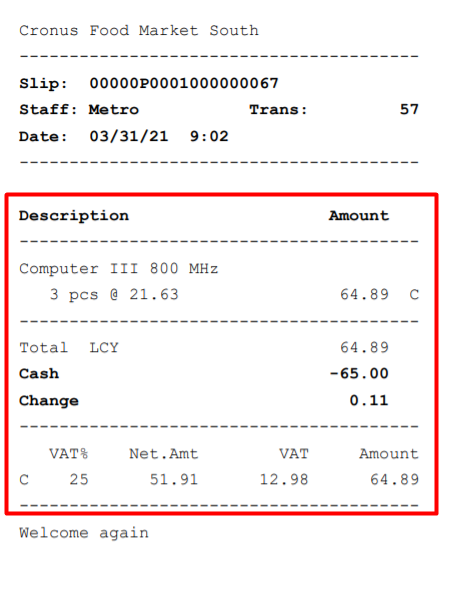 Cronus Food Market South
----------------------------------------
Slip: 00000P0001000000067
Staff: Metro Trans: 57
Date: 03/31/21 9:02
----------------------------------------
Description Amount
----------------------------------------
Computer III 800 MHz
3 pcs @ 21.63 64.89 C
----------------------------------------
Total LCY 64.89
Cash -65.00
Change 0.11
----------------------------------------
VAT% Net.Amt VAT Amount
C 25 51.91 12.98 64.89
----------------------------------------
Welcome again